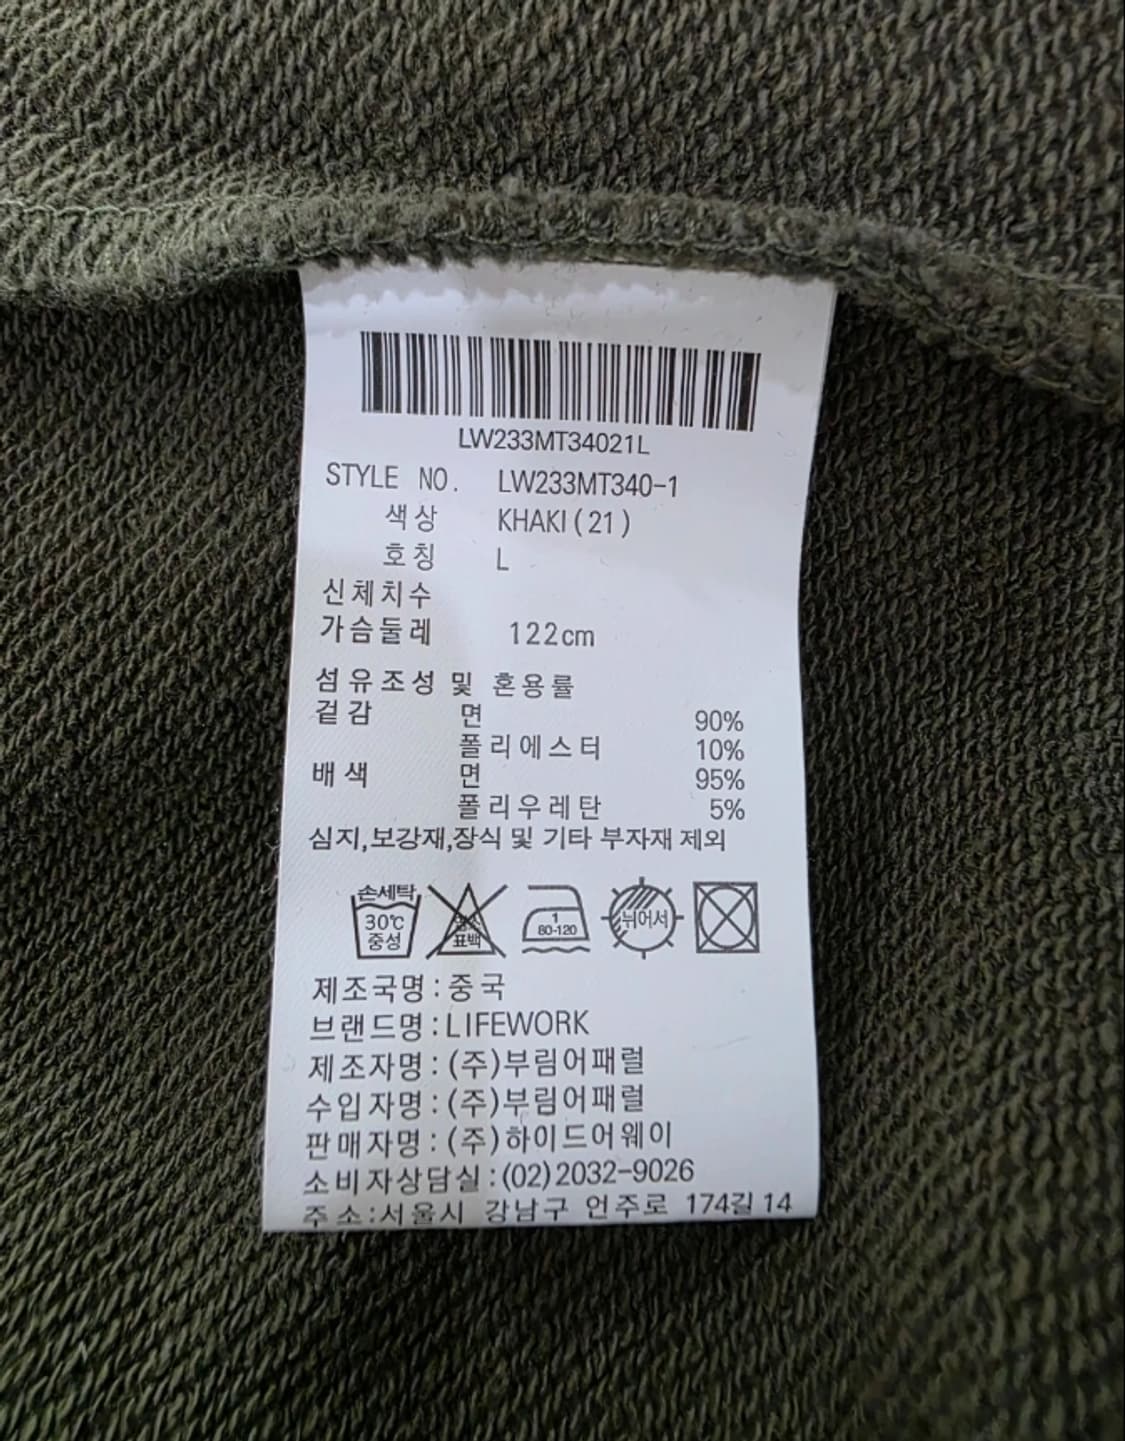 LW233MT34021L
STYLE NO. LW233MT340-1
색상 KHAKI(21)
호칭 L
신체치수
가슴둘레 122cm
섬유조성 및 혼용률
겉감 면 90%
폴리에스터 10%
배색 면 95%
폴리우레탄 5%
심지,보강재,장식 및 기타 부자재 제외
손세탁
30℃
중성
표백
1
80-120
뉘어서
제조국명:중국
브랜드명:LIFEWORK
제조자명:(주)부림어패럴
수입자명:(주)부림어패럴
판매자명:(주)하이드어웨이
소비자상담실:(02)2032-9026
주소:서울시 강남구 언주로 174길 14